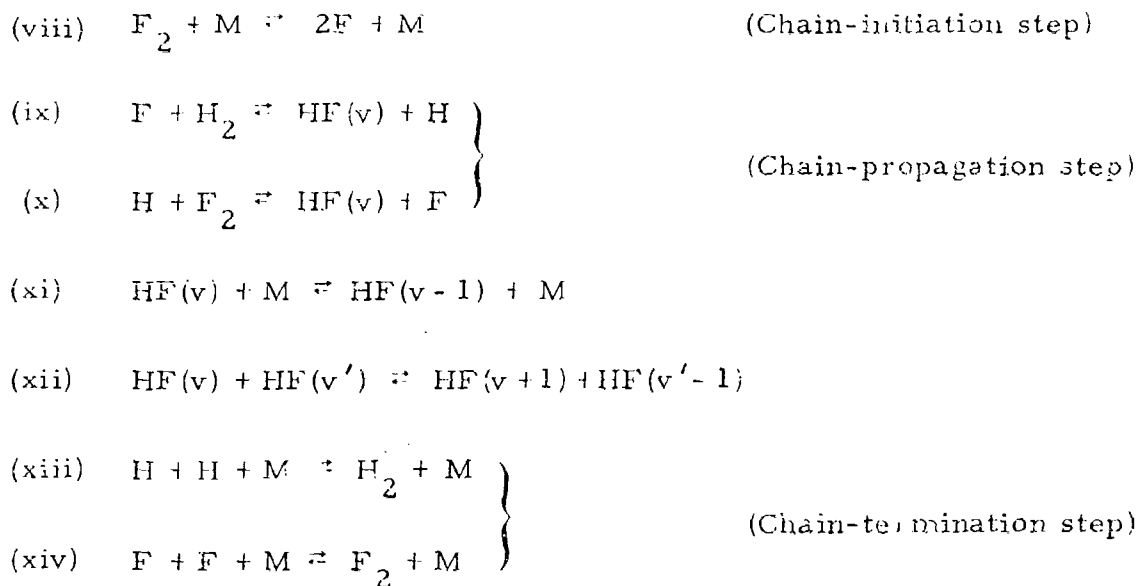 (viii) F₂ + M ⇄ 2F + M (Chain-initiation step)
(ix) F + H₂ ⇄ HF(v) + H
(Chain-propagation step)
(x) H + F₂ ⇄ HF(v) + F
(xi) HF(v) + M ⇄ HF(v - 1) + M
(xii) HF(v) + HF(v′) ⇄ HF(v + 1) + HF(v′ - 1)
(xiii) H + H + M ⇄ H₂ + M
(Chain-termination step)
(xiv) F + F + M ⇄ F₂ + M